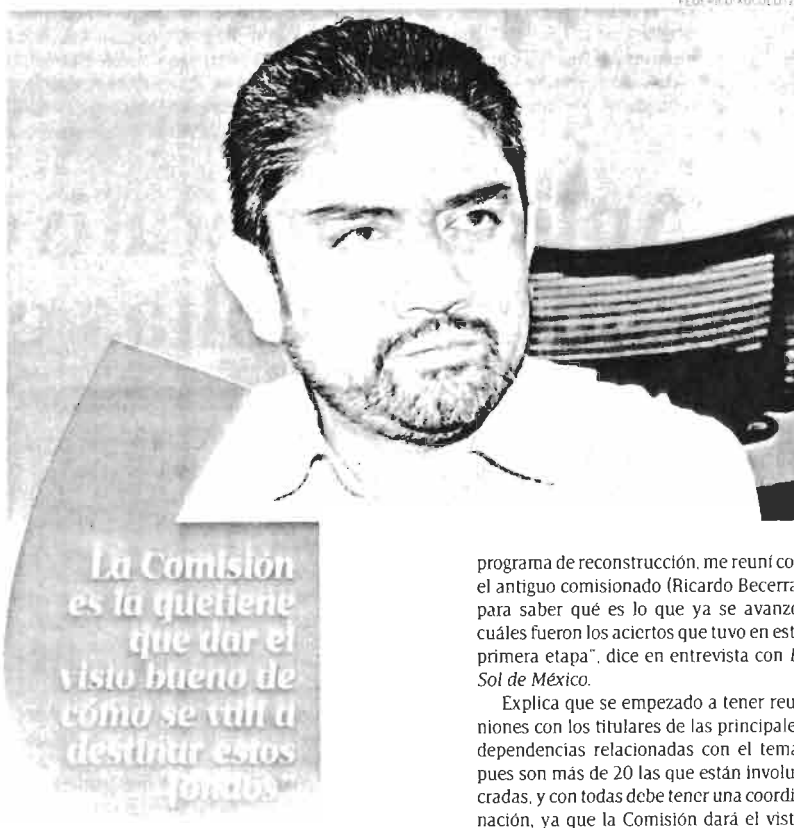 La Comisión
es la quetiene
que dar el
visto bueno de
cómo se van a
destinar estos
fondos"
programa de reconstrucción, me reuní co
el antiguo comisionado (Ricardo Becerra
para saber qué es lo que ya se avanz
cuáles fueron los aciertos que tuvo en est
primera etapa", dice en entrevista con E
Sol de México.
Explica que se empezado a tener reu
niones con los titulares de las principale
dependencias relacionadas con el tema
pues son más de 20 las que están involu
cradas, y con todas debe tener una coordi
nación, ya que la Comisión dará el vist